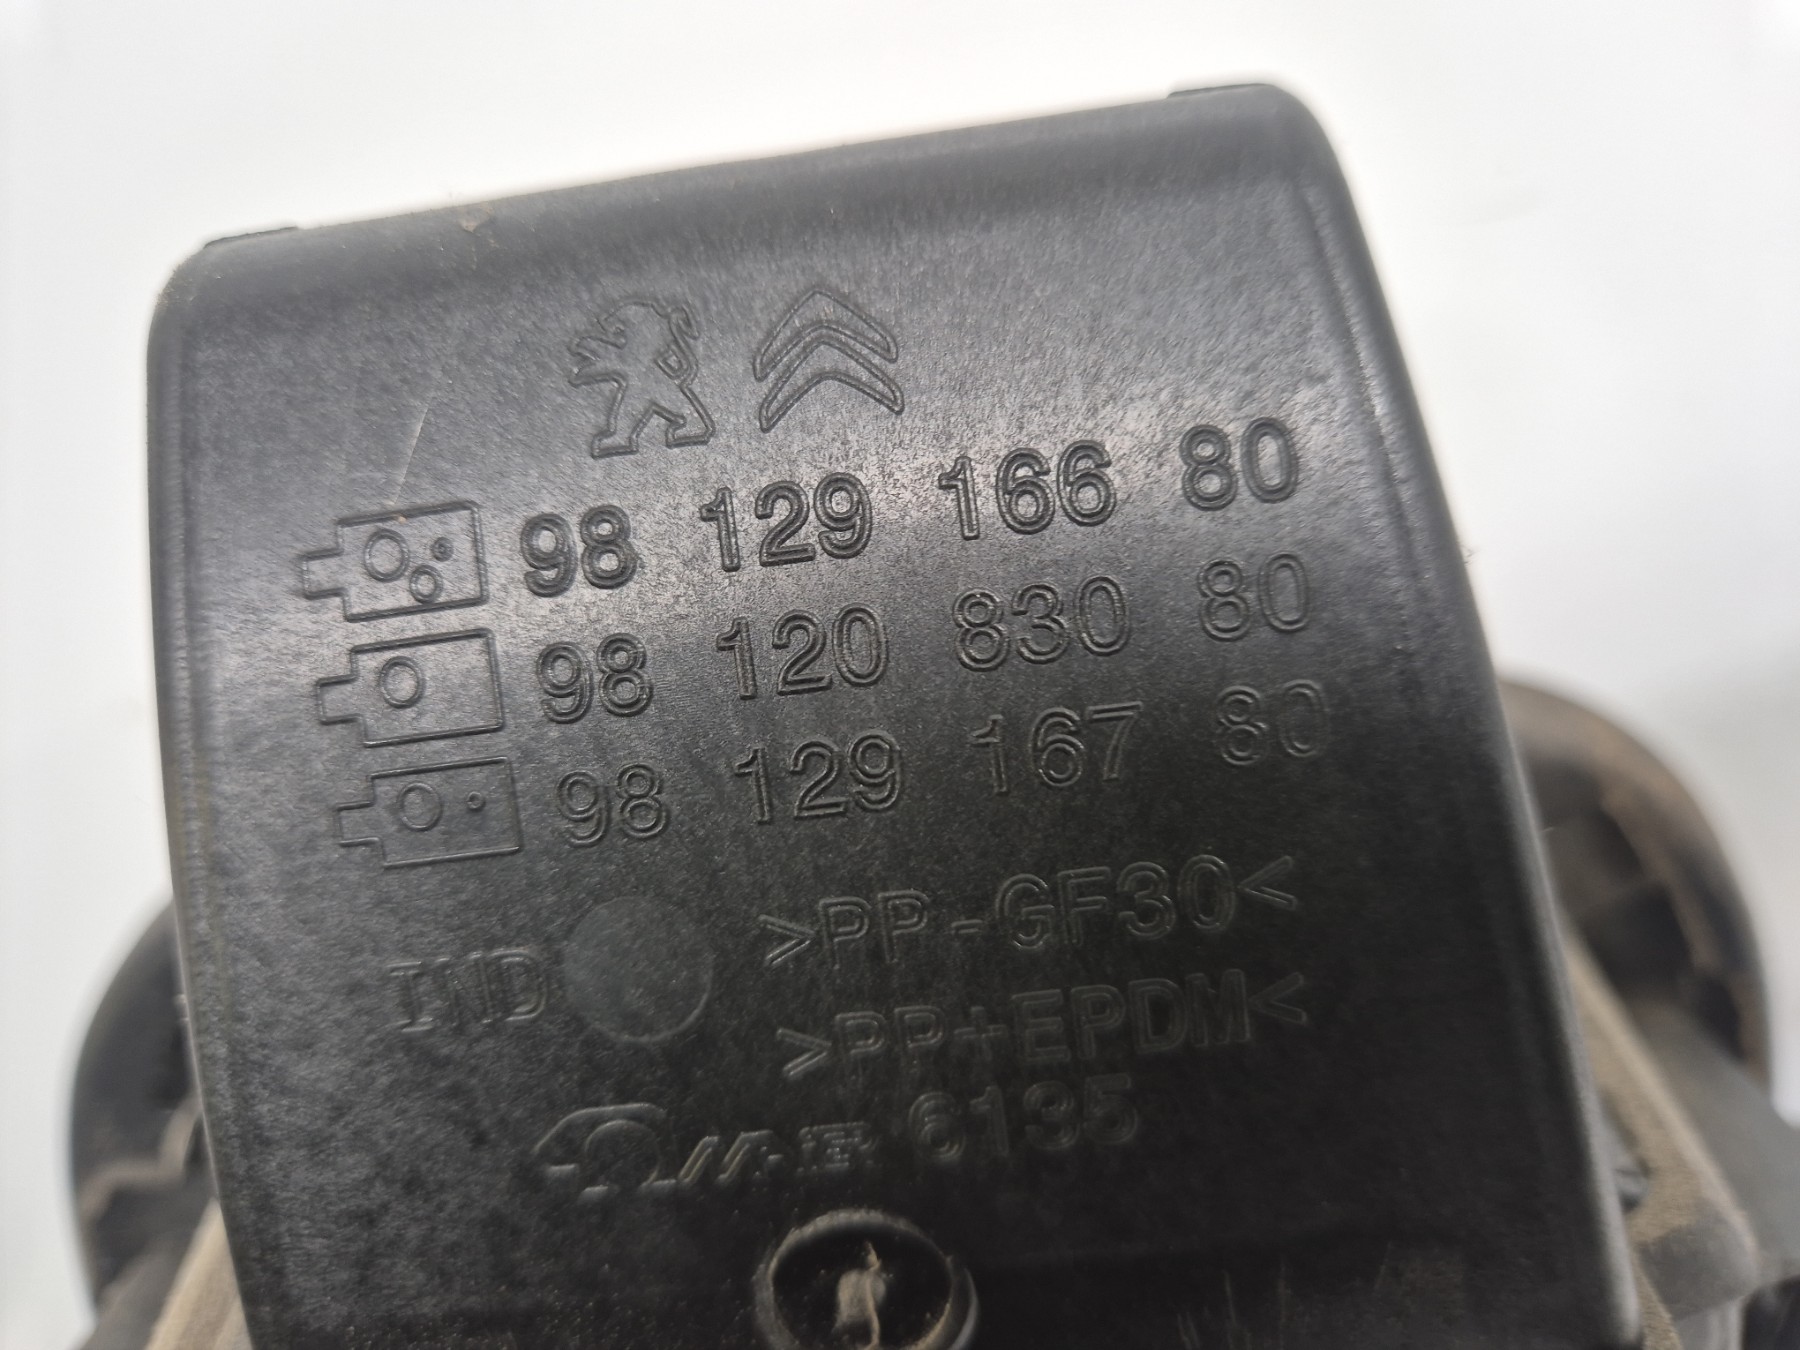 98 129 166 80
98 120 830 80
98 129 167 80
>PP-GF30<
IND
>PP+EPDM<
6135